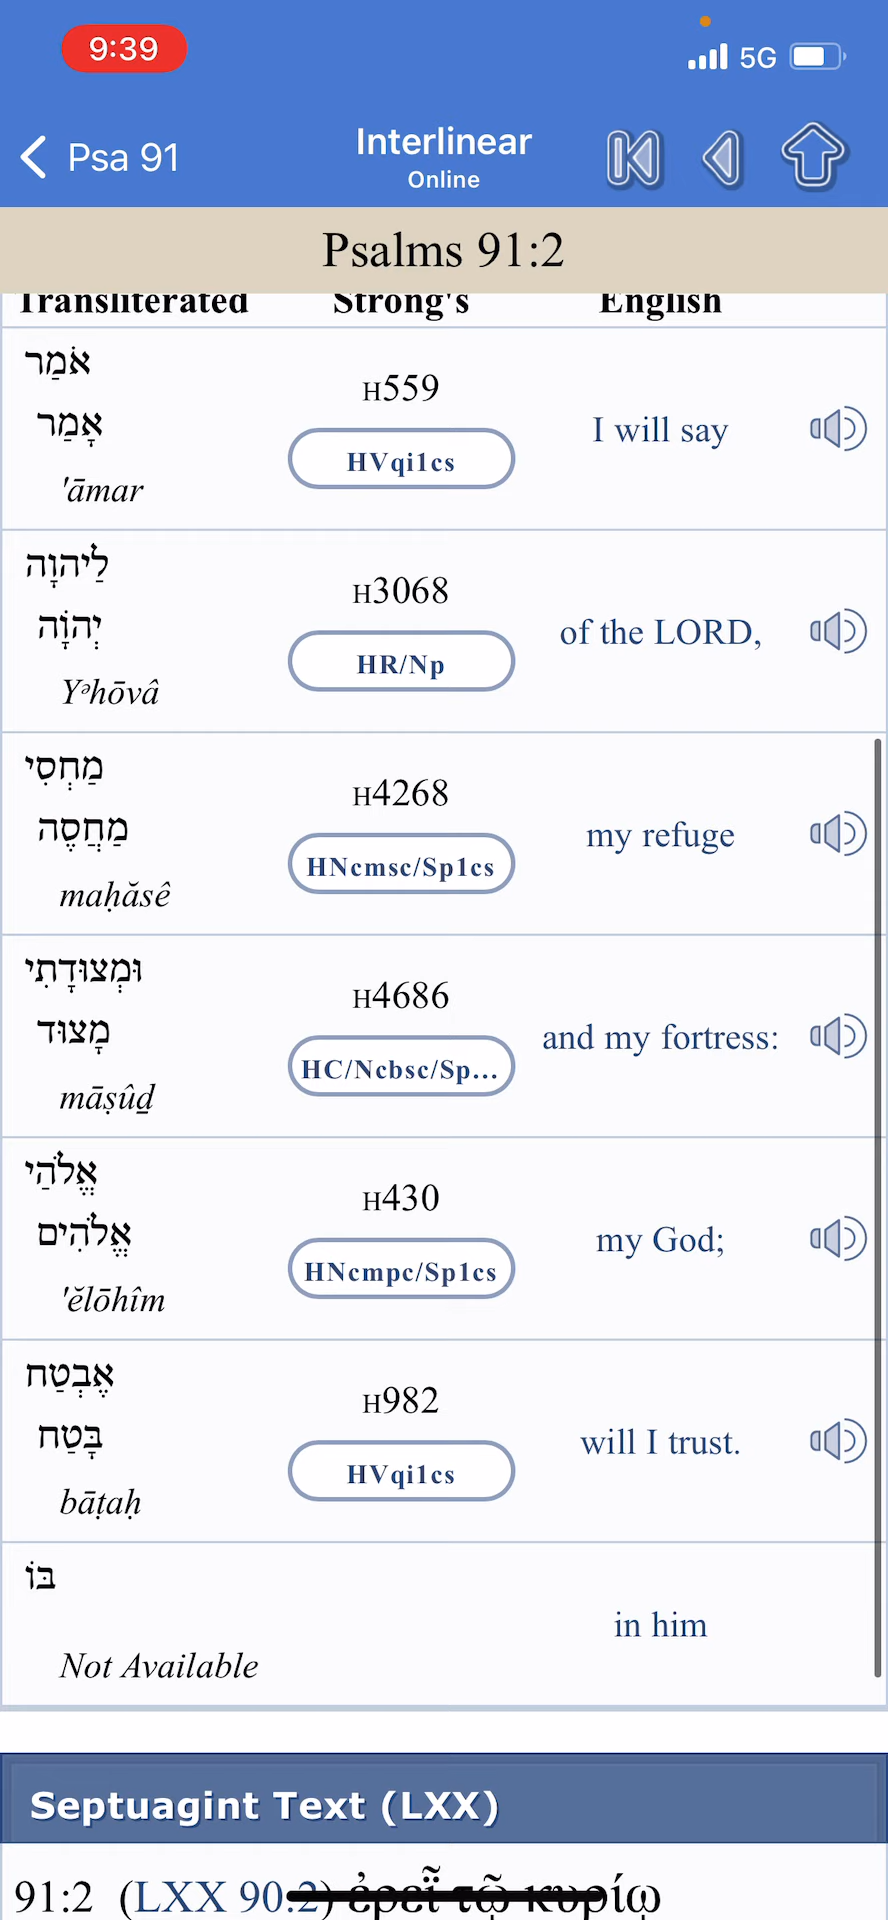 9:39
5G
Psa 91
Interlinear
Online
Psalms 91:2
Transliterated Strong's English
אֹמַר
H559
אָמַר
I will say
HVqi1cs
'āmar
לַיהוָה
H3068
יְהֹוָה
of the LORD,
HR/Np
Yᵊhōvâ
מַחְסִי
H4268
מַחֲסֶה
my refuge
HNcmsc/Sp1cs
maḥăsê
וּמְצוּדָתִי
H4686
מָצוּד
and my fortress:
HC/Ncbsc/Sp...
māṣûḏ
אֱלֹהַי
H430
אֱלֹהִים
my God;
HNcmpc/Sp1cs
'ĕlōhîm
אֶבְטַח
H982
בָּטַח
will I trust.
HVqi1cs
bāṭaḥ
בּוֹ
in him
Not Available
Septuagint Text (LXX)
91:2 (LXX 90:2) ἐρεῖ τῷ κυρίῳ